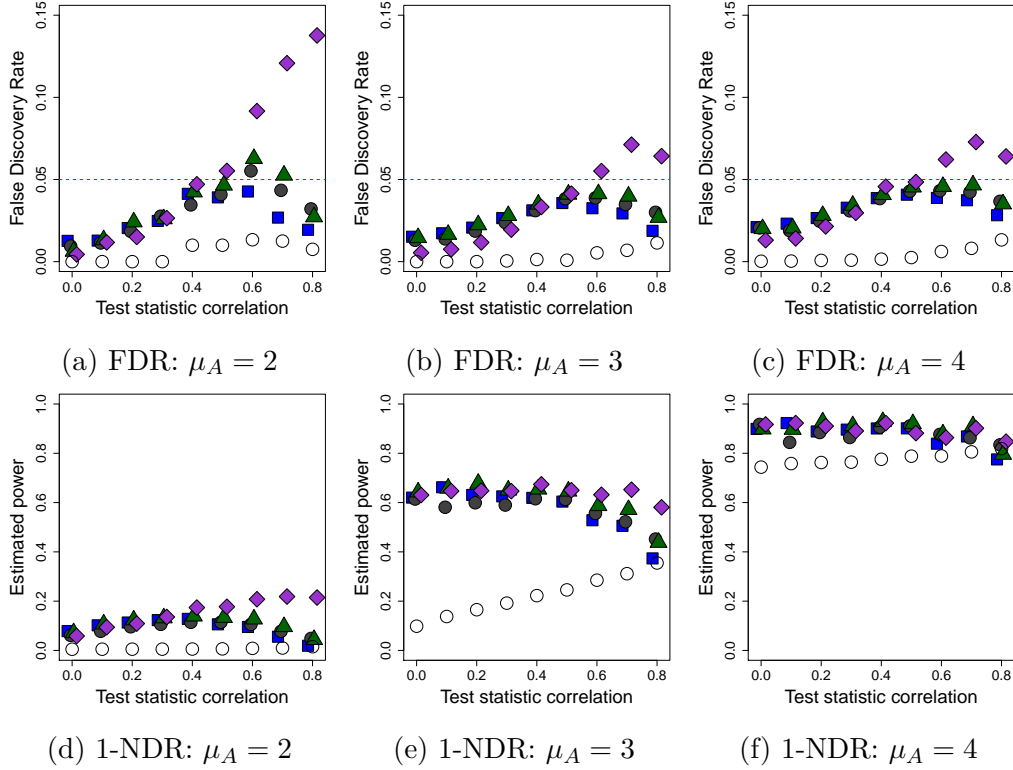 False Discovery Rate
0.15
0.10
0.05
0.00
0.0 0.2 0.4 0.6 0.8
Test statistic correlation
(a) FDR: μ_A = 2
False Discovery Rate
0.15
0.10
0.05
0.00
0.0 0.2 0.4 0.6 0.8
Test statistic correlation
(b) FDR: μ_A = 3
False Discovery Rate
0.15
0.10
0.05
0.00
0.0 0.2 0.4 0.6 0.8
Test statistic correlation
(c) FDR: μ_A = 4
Estimated power
1.0
0.8
0.6
0.4
0.2
0.0
0.0 0.2 0.4 0.6 0.8
Test statistic correlation
(d) 1-NDR: μ_A = 2
Estimated power
1.0
0.8
0.6
0.4
0.2
0.0
0.0 0.2 0.4 0.6 0.8
Test statistic correlation
(e) 1-NDR: μ_A = 3
Estimated power
1.0
0.8
0.6
0.4
0.2
0.0
0.0 0.2 0.4 0.6 0.8
Test statistic correlation
(f) 1-NDR: μ_A = 4